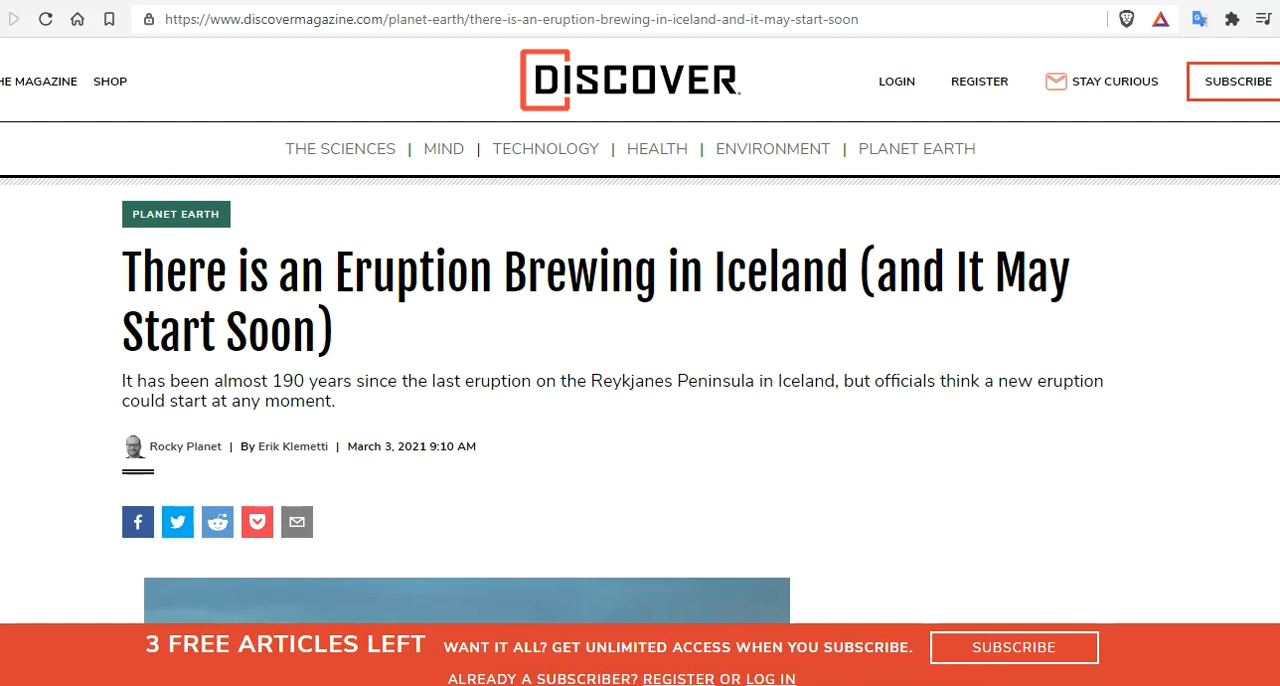 https://www.discovermagazine.com/planet-earth/there-is-an-eruption-brewing-in-iceland-and-it-may-start-soon
HE MAGAZINE SHOP
DISCOVER.
LOGIN REGISTER STAY CURIOUS SUBSCRIBE
THE SCIENCES | MIND | TECHNOLOGY | HEALTH | ENVIRONMENT | PLANET EARTH
PLANET EARTH
There is an Eruption Brewing in Iceland (and It May
Start Soon)
It has been almost 190 years since the last eruption on the Reykjanes Peninsula in Iceland, but officials think a new eruption
could start at any moment.
Rocky Planet | By Erik Klemetti | March 3, 2021 9:10 AM
3 FREE ARTICLES LEFT WANT IT ALL? GET UNLIMITED ACCESS WHEN YOU SUBSCRIBE. SUBSCRIBE
ALREADY A SUBSCRIBER? REGISTER OR LOG IN